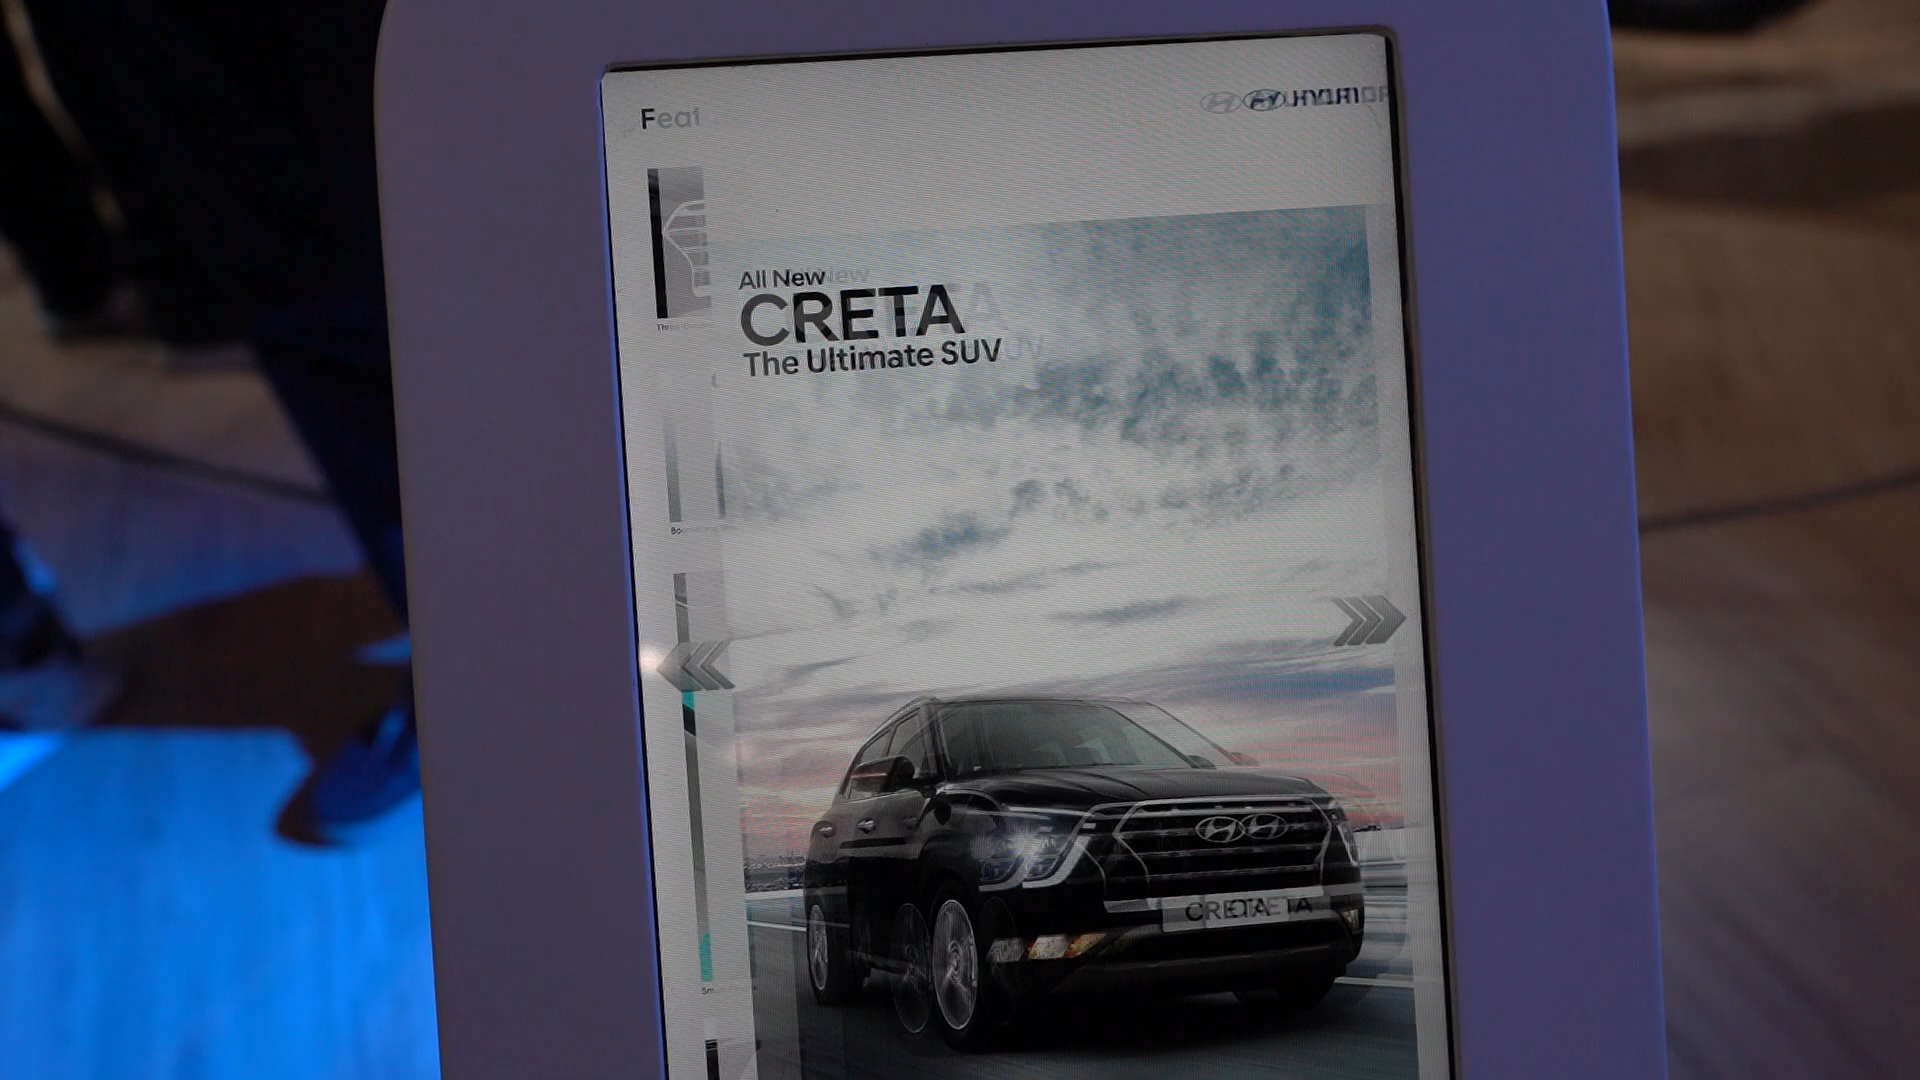 Feat
HYUNDAI
All New
CRETA
The Ultimate SUV
CRETA